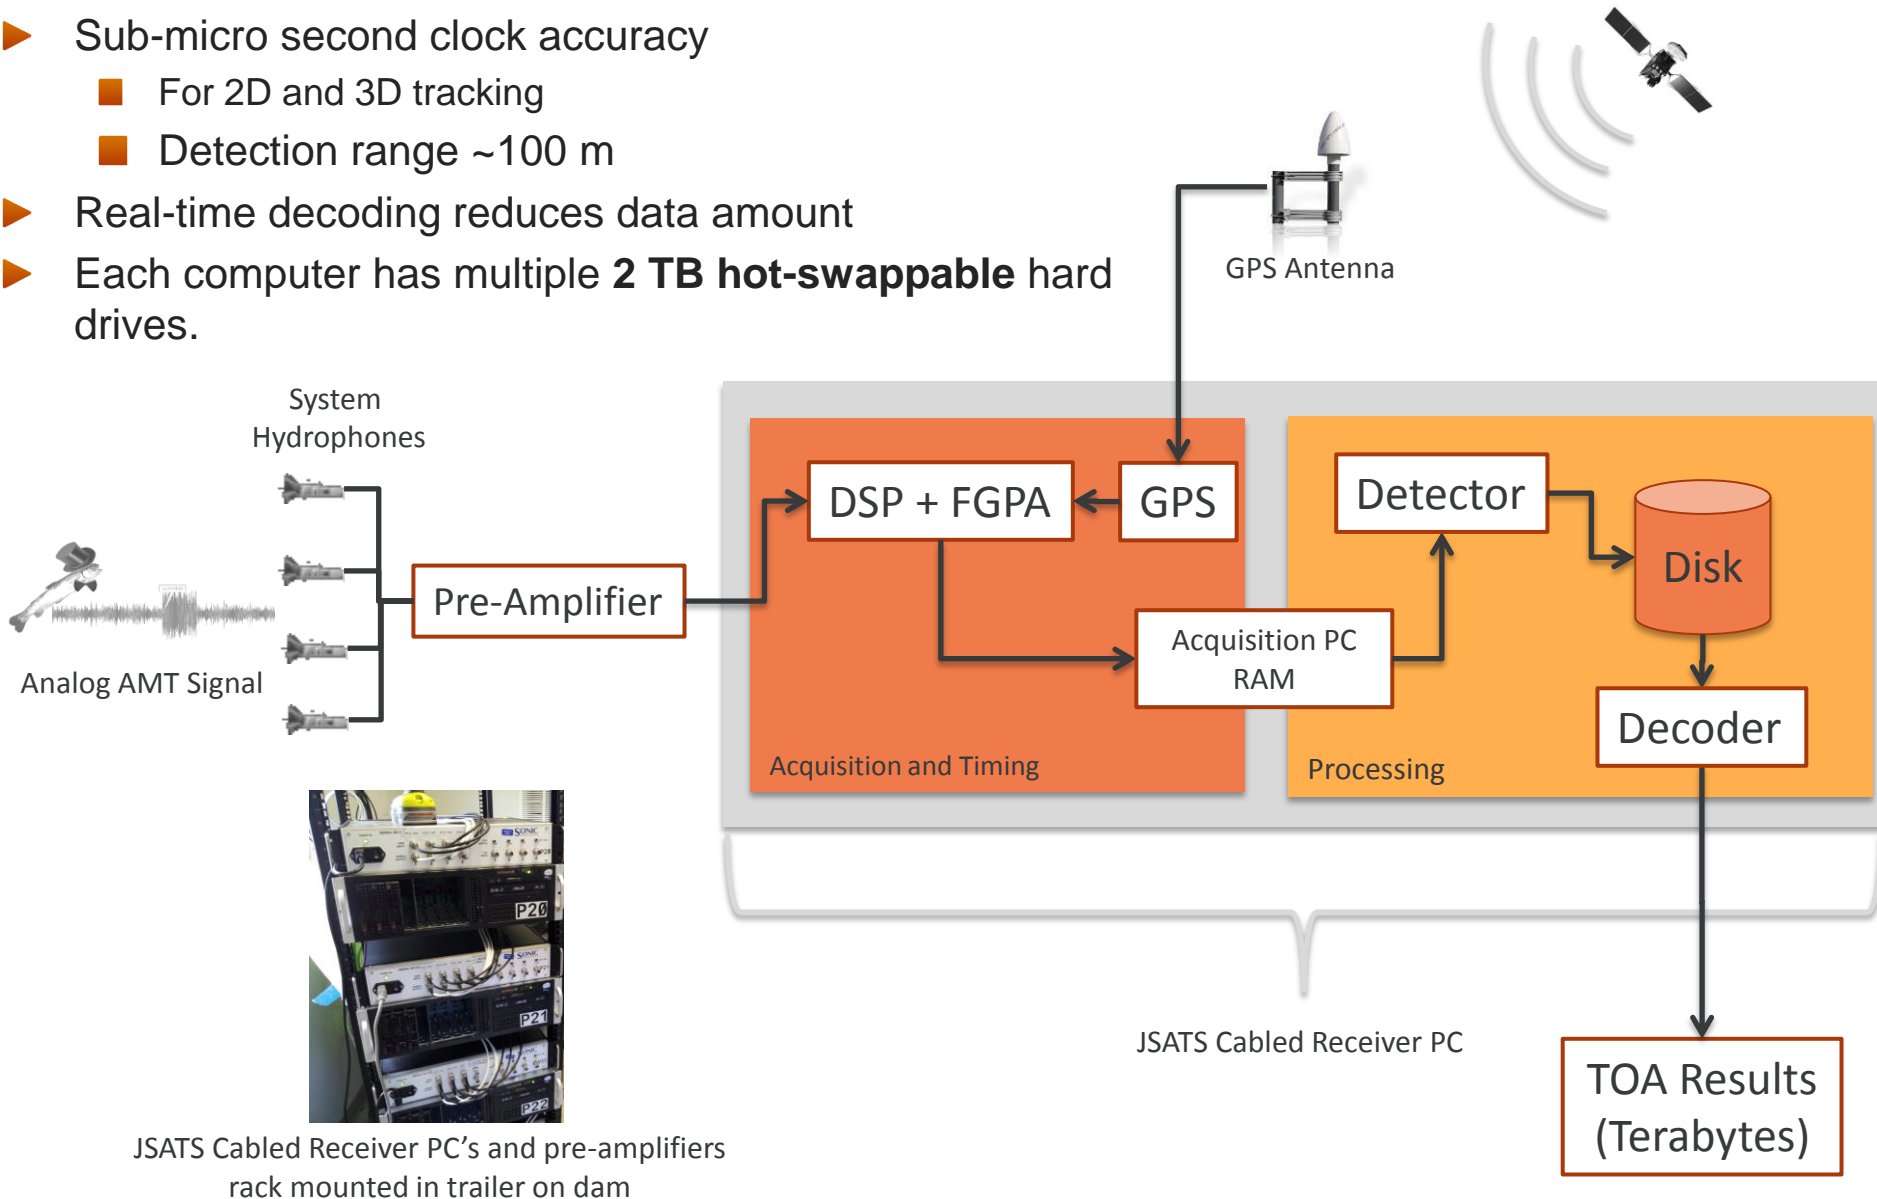 Sub-micro second clock accuracy
For 2D and 3D tracking
Detection range ~100 m
Real-time decoding reduces data amount
Each computer has multiple 2 TB hot-swappable hard
drives.
GPS Antenna
System
Hydrophones
Analog AMT Signal
Pre-Amplifier
DSP + FGPA
GPS
Acquisition PC
RAM
Acquisition and Timing
Detector
Disk
Decoder
Processing
JSATS Cabled Receiver PC
TOA Results
(Terabytes)
SONIC
P20
SONIC
P21
P22
JSATS Cabled Receiver PC’s and pre-amplifiers
rack mounted in trailer on dam